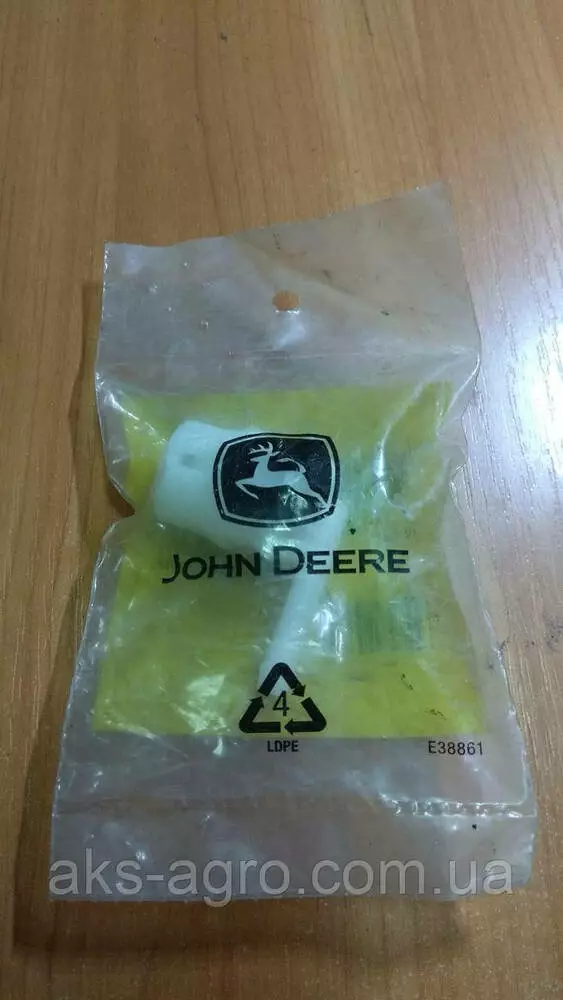 JOHN DEERE
4
LDPE
E38861
aks-agro.com.ua